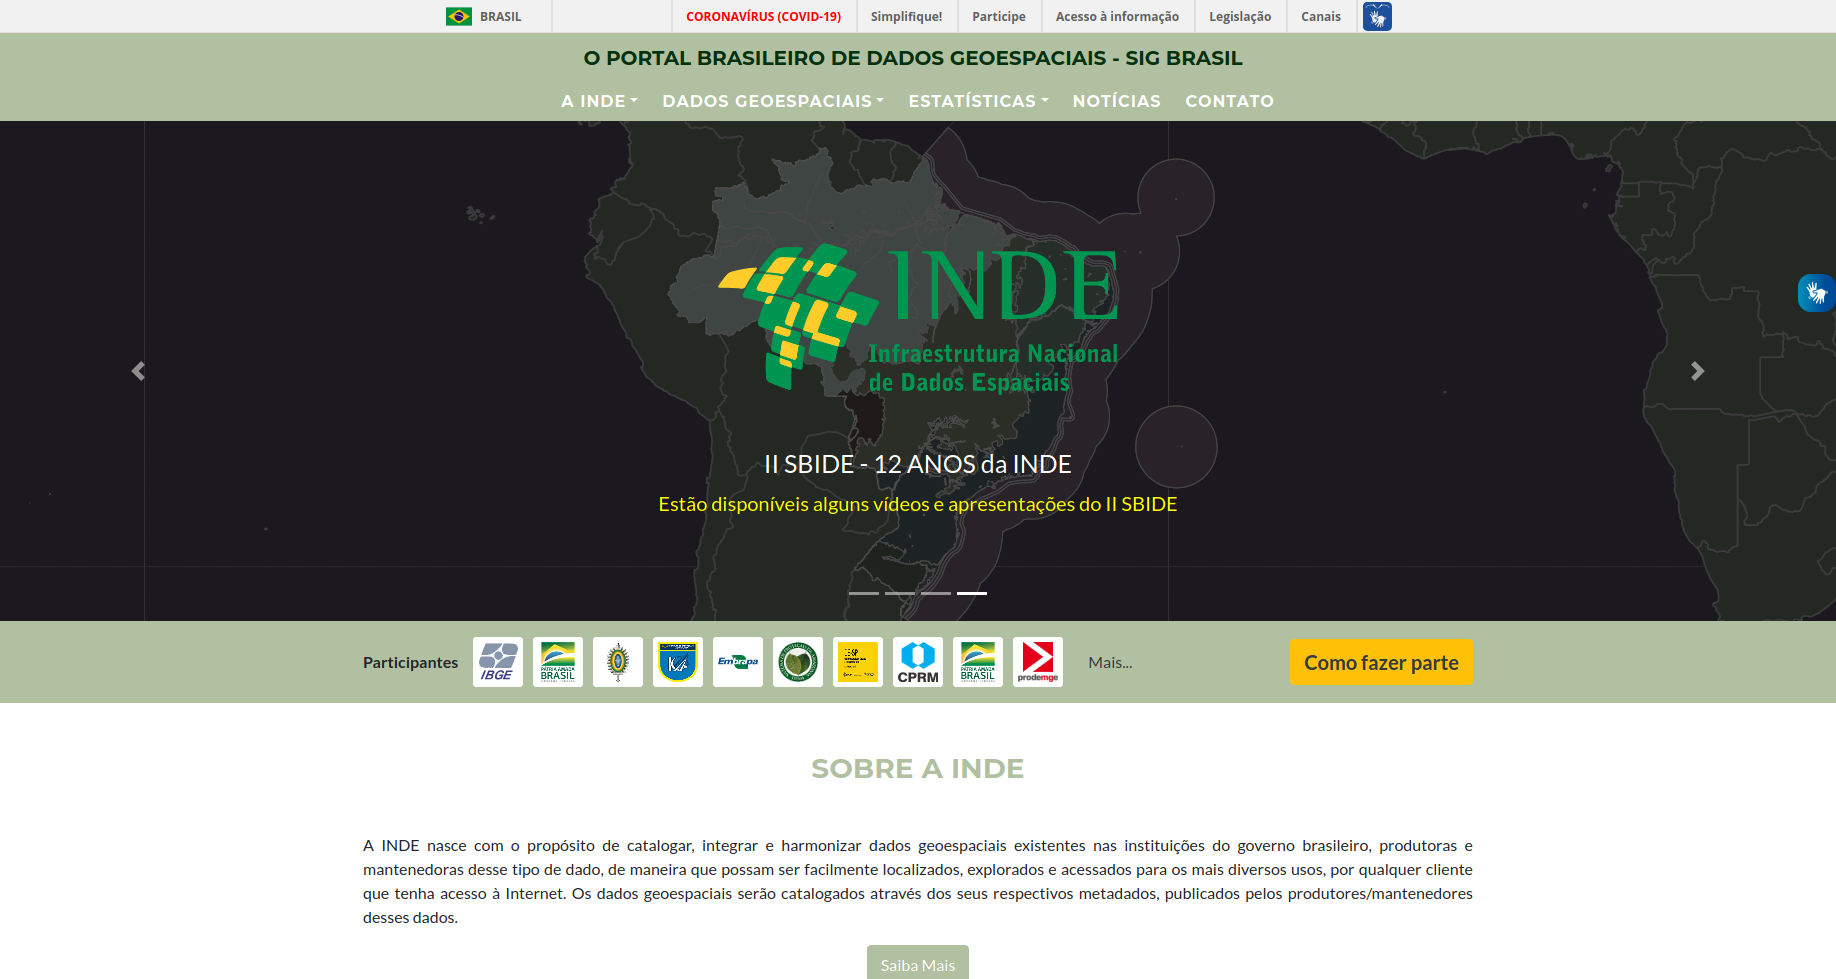 BRASIL
CORONAVÍRUS (COVID-19)
Simplifique!
Participe
Acesso à informação
Legislação
Canais
O PORTAL BRASILEIRO DE DADOS GEOESPACIAIS - SIG BRASIL
A INDE
DADOS GEOESPACIAIS
ESTATÍSTICAS
NOTÍCIAS
CONTATO
INDE
Infraestrutura Nacional
de Dados Espaciais
II SBIDE - 12 ANOS da INDE
Estão disponíveis alguns vídeos e apresentações do II SBIDE
Participantes
IBGE
PÁTRIA AMADA
BRASIL
Embrapa
CPRM
PÁTRIA AMADA
BRASIL
prodemge
Mais...
Como fazer parte
SOBRE A INDE
A INDE nasce com o propósito de catalogar, integrar e harmonizar dados geoespaciais existentes nas instituições do governo brasileiro, produtoras e
mantenedoras desse tipo de dado, de maneira que possam ser facilmente localizados, explorados e acessados para os mais diversos usos, por qualquer cliente
que tenha acesso à Internet. Os dados geoespaciais serão catalogados através dos seus respectivos metadados, publicados pelos produtores/mantenedores
desses dados.
Saiba Mais